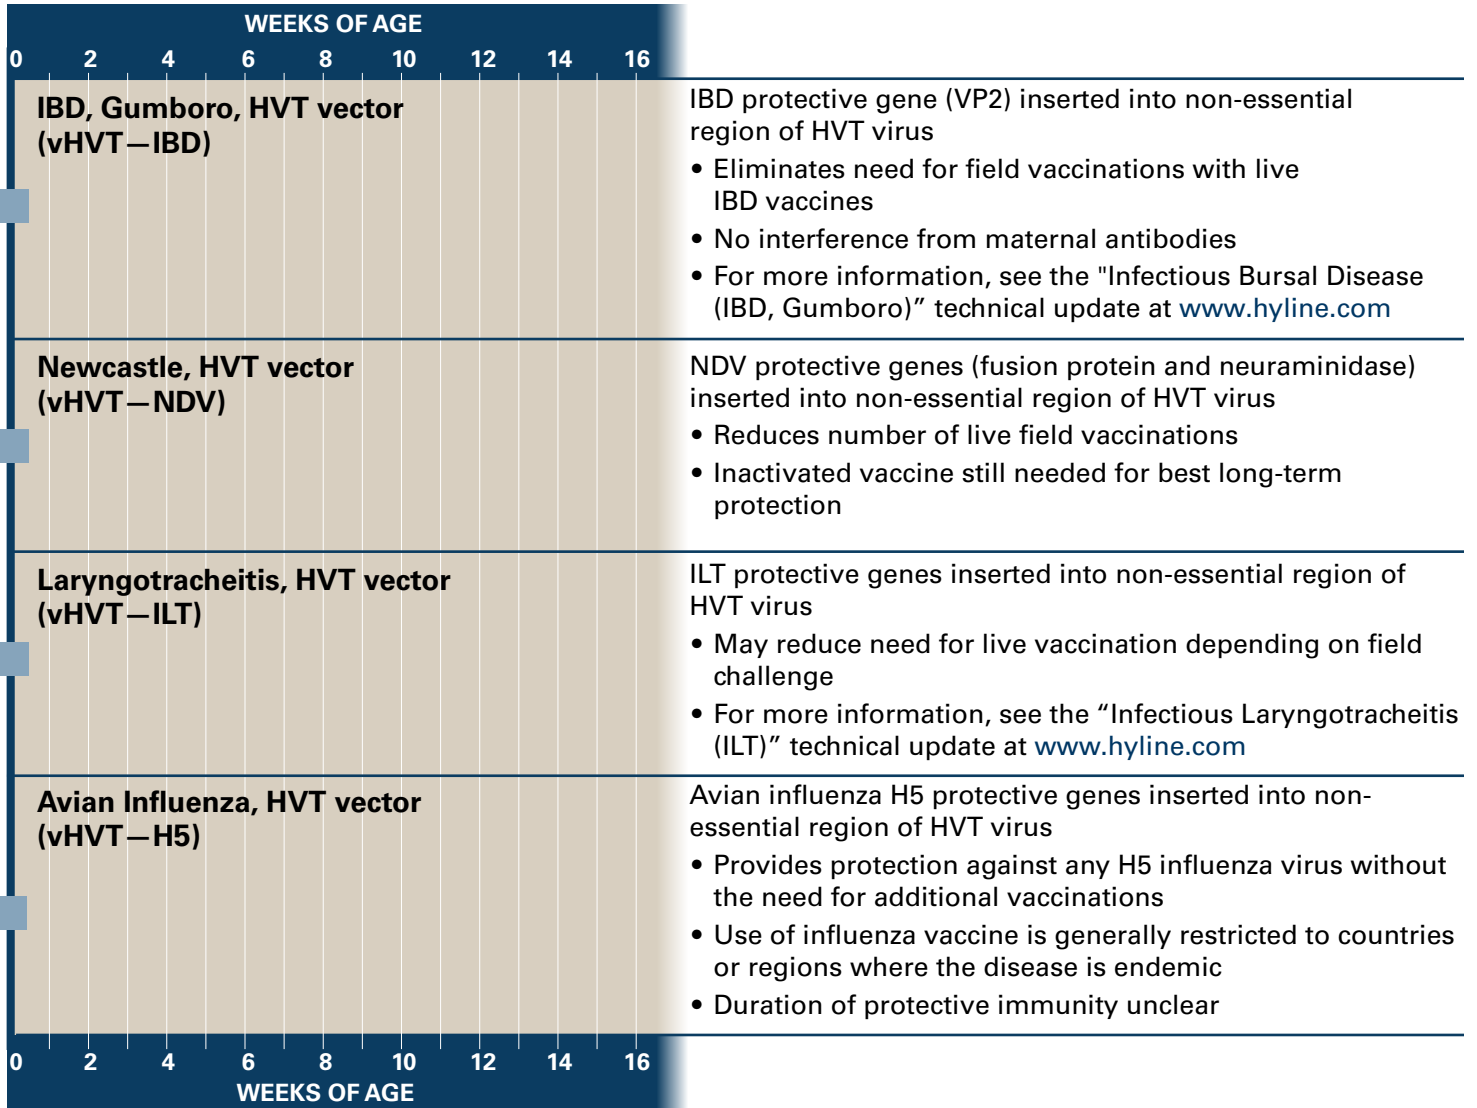 WEEKS OF AGE
0 2 4 6 8 10 12 14 16
IBD, Gumboro, HVT vector
(vHVT—IBD)
IBD protective gene (VP2) inserted into non-essential
region of HVT virus
• Eliminates need for field vaccinations with live
IBD vaccines
• No interference from maternal antibodies
• For more information, see the "Infectious Bursal Disease
(IBD, Gumboro)” technical update at www.hyline.com
Newcastle, HVT vector
(vHVT—NDV)
NDV protective genes (fusion protein and neuraminidase)
inserted into non-essential region of HVT virus
• Reduces number of live field vaccinations
• Inactivated vaccine still needed for best long-term
protection
Laryngotracheitis, HVT vector
(vHVT—ILT)
ILT protective genes inserted into non-essential region of
HVT virus
• May reduce need for live vaccination depending on field
challenge
• For more information, see the “Infectious Laryngotracheitis
(ILT)” technical update at www.hyline.com
Avian Influenza, HVT vector
(vHVT—H5)
Avian influenza H5 protective genes inserted into non-
essential region of HVT virus
• Provides protection against any H5 influenza virus without
the need for additional vaccinations
• Use of influenza vaccine is generally restricted to countries
or regions where the disease is endemic
• Duration of protective immunity unclear
0 2 4 6 8 10 12 14 16
WEEKS OF AGE